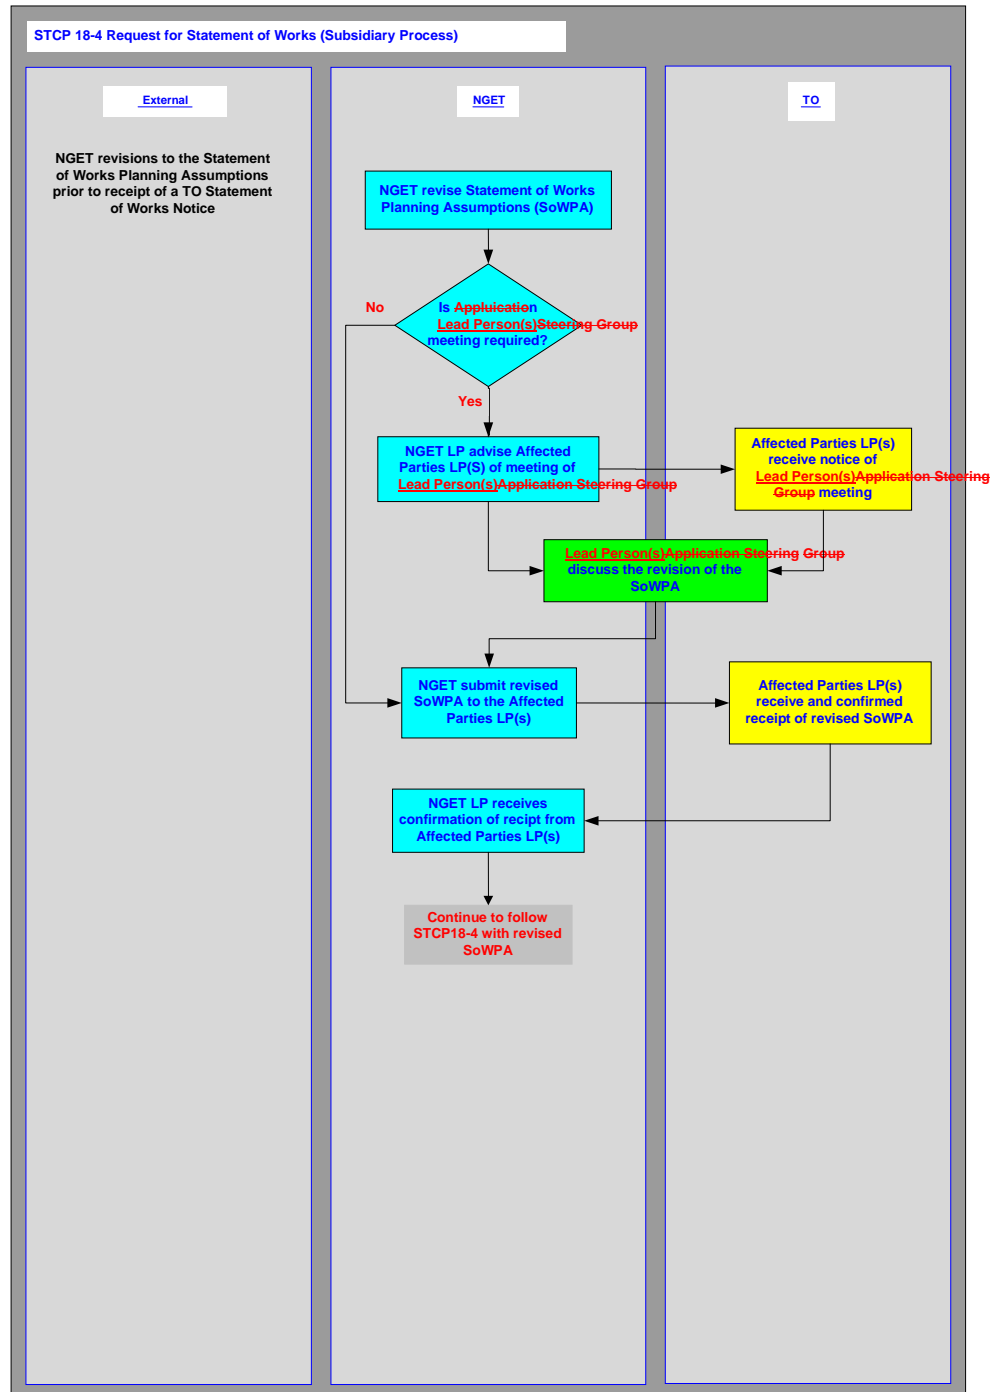 STCP 18-4 Request for Statement of Works (Subsidiary Process)
External
NGET
TO
NGET revisions to the Statement
of Works Planning Assumptions
prior to receipt of a TO Statement
of Works Notice
NGET revise Statement of Works
Planning Assumptions (SoWPA)
No
Is Appluication
Lead Person(s)Steering Group
meeting required?
Yes
NGET LP advise Affected
Parties LP(S) of meeting of
Lead Person(s)Application Steering Group
Affected Parties LP(s)
receive notice of
Lead Person(s)Application Steering
Group meeting
Lead Person(s)Application Steering Group
discuss the revision of the
SoWPA
NGET submit revised
SoWPA to the Affected
Parties LP(s)
Affected Parties LP(s)
receive and confirmed
receipt of revised SoWPA
NGET LP receives
confirmation of recipt from
Affected Parties LP(s)
Continue to follow
STCP18-4 with revised
SoWPA